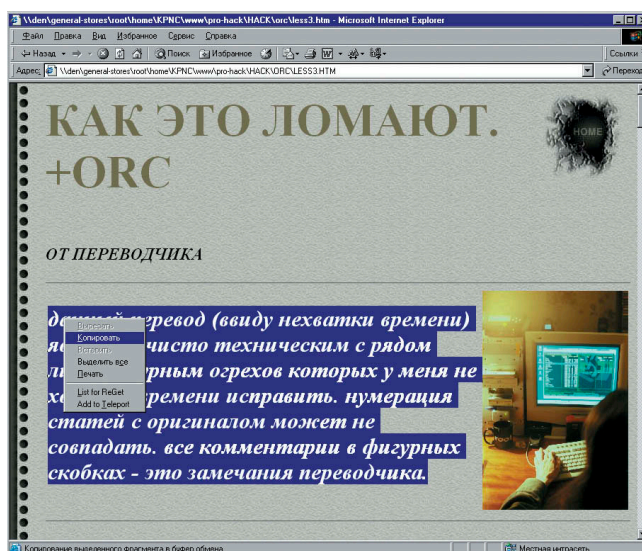 \\den\general-stores\root\home\KPNC\www\pro-hack\HACK\orc\less3.htm - Microsoft Internet Explorer
Файл Правка Вид Избранное Сервис Справка
Назад Поиск Избранное Ссылки
Адрес: \\den\general-stores\root\home\KPNC\www\pro-hack\HACK\ORC\LESS3.HTM Переход
КАК ЭТО ЛОМАЮТ.
HOME
+ORC
ОТ ПЕРЕВОДЧИКА
перевод (ввиду нехватки времени)
Вырезать
Копировать
Вставить
чисто техническим с рядом
Выделить все
Печать
огрехов которых у меня не
List for ReGet
времени исправить. нумерация
Add to Teleport
статей с оригиналом может не
совпадать. все комментарии в фигурных
скобках - это замечания переводчика.
Копирование выделенного фрагмента в буфер обмена Местная интрасеть